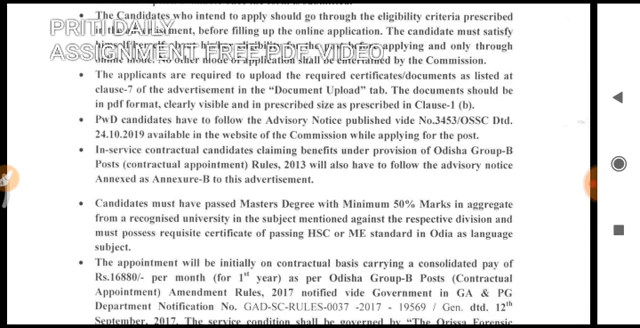 The Candidates who intend to apply should go through the eligibility criteria prescribed
PRITI DAILY
in the advertisement, before filling up the online application. The candidate must satisfy
ASSIGNMENT FREE PDF VIDEO
applying and only through
online mode. No other mode of application shall be entertained by the Commission.
• The applicants are required to upload the required certificates/documents as listed at
clause-7 of the advertisement in the “Document Upload” tab. The documents should be
in pdf format, clearly visible and in prescribed size as prescribed in Clause-1 (b).
• PwD candidates have to follow the Advisory Notice published vide No.3453/OSSC Dtd.
24.10.2019 available in the website of the Commission while applying for the post.
• In-service contractual candidates claiming benefits under provision of Odisha Group-B
Posts (contractual appointment) Rules, 2013 will also have to follow the advisory notice
Annexed as Annexure-B to this advertisement.
• Candidates must have passed Masters Degree with Minimum 50% Marks in aggregate
from a recognised university in the subject mentioned against the respective division and
must possess requisite certificate of passing HSC or ME standard in Odia as language
subject.
• The appointment will be initially on contractual basis carrying a consolidated pay of
Rs.16880/- per month (for 1st year) as per Odisha Group-B Posts (Contractual
Appointment) Amendment Rules, 2017 notified vide Government in GA & PG
Department Notification No. GAD-SC-RULES-0037 -2017 - 19569 / Gen. dtd. 12th
September, 2017. The service condition shall be governed by “The Orissa Forensic